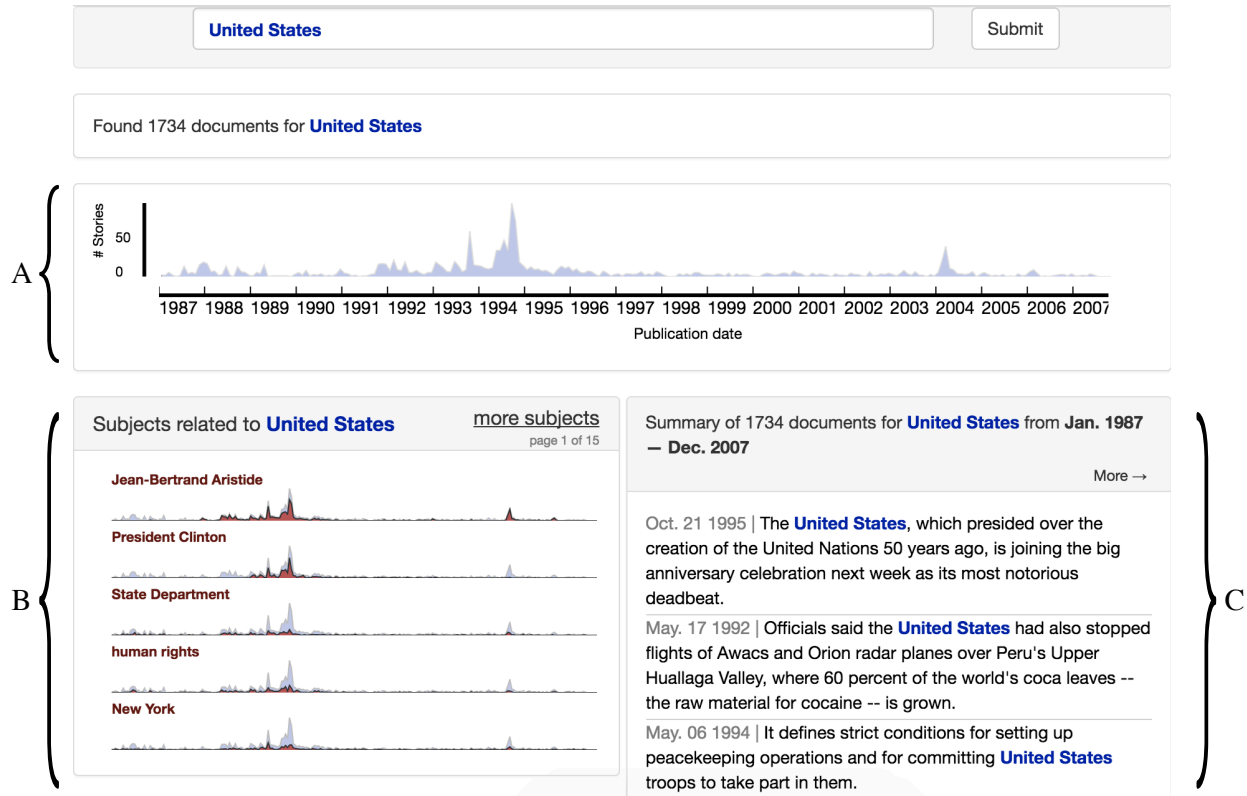 United States
Submit
Found 1734 documents for United States
A
# Stories
50
0
1987 1988 1989 1990 1991 1992 1993 1994 1995 1996 1997 1998 1999 2000 2001 2002 2003 2004 2005 2006 2007
Publication date
B
Subjects related to United States
more subjects
page 1 of 15
Jean-Bertrand Aristide
President Clinton
State Department
human rights
New York
Summary of 1734 documents for United States from Jan. 1987
— Dec. 2007
More →
Oct. 21 1995 | The United States, which presided over the
creation of the United Nations 50 years ago, is joining the big
anniversary celebration next week as its most notorious
deadbeat.
May. 17 1992 | Officials said the United States had also stopped
flights of Awacs and Orion radar planes over Peru's Upper
Huallaga Valley, where 60 percent of the world's coca leaves --
the raw material for cocaine -- is grown.
May. 06 1994 | It defines strict conditions for setting up
peacekeeping operations and for committing United States
troops to take part in them.
C